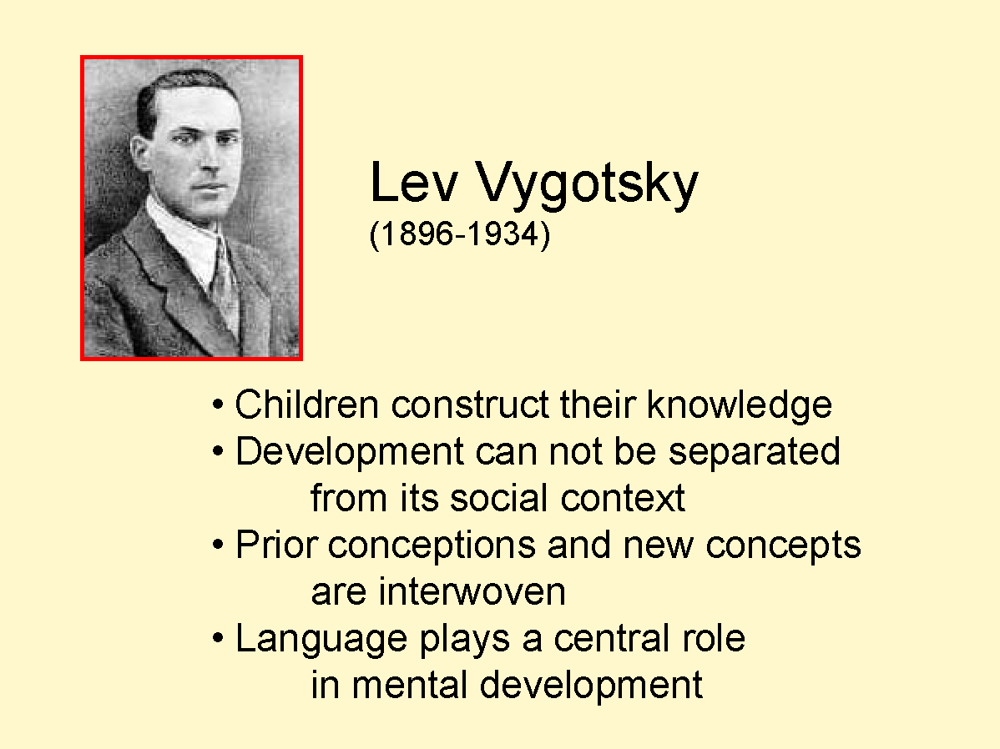 Lev Vygotsky
(1896-1934)
• Children construct their knowledge
• Development can not be separated
from its social context
• Prior conceptions and new concepts
are interwoven
• Language plays a central role
in mental development